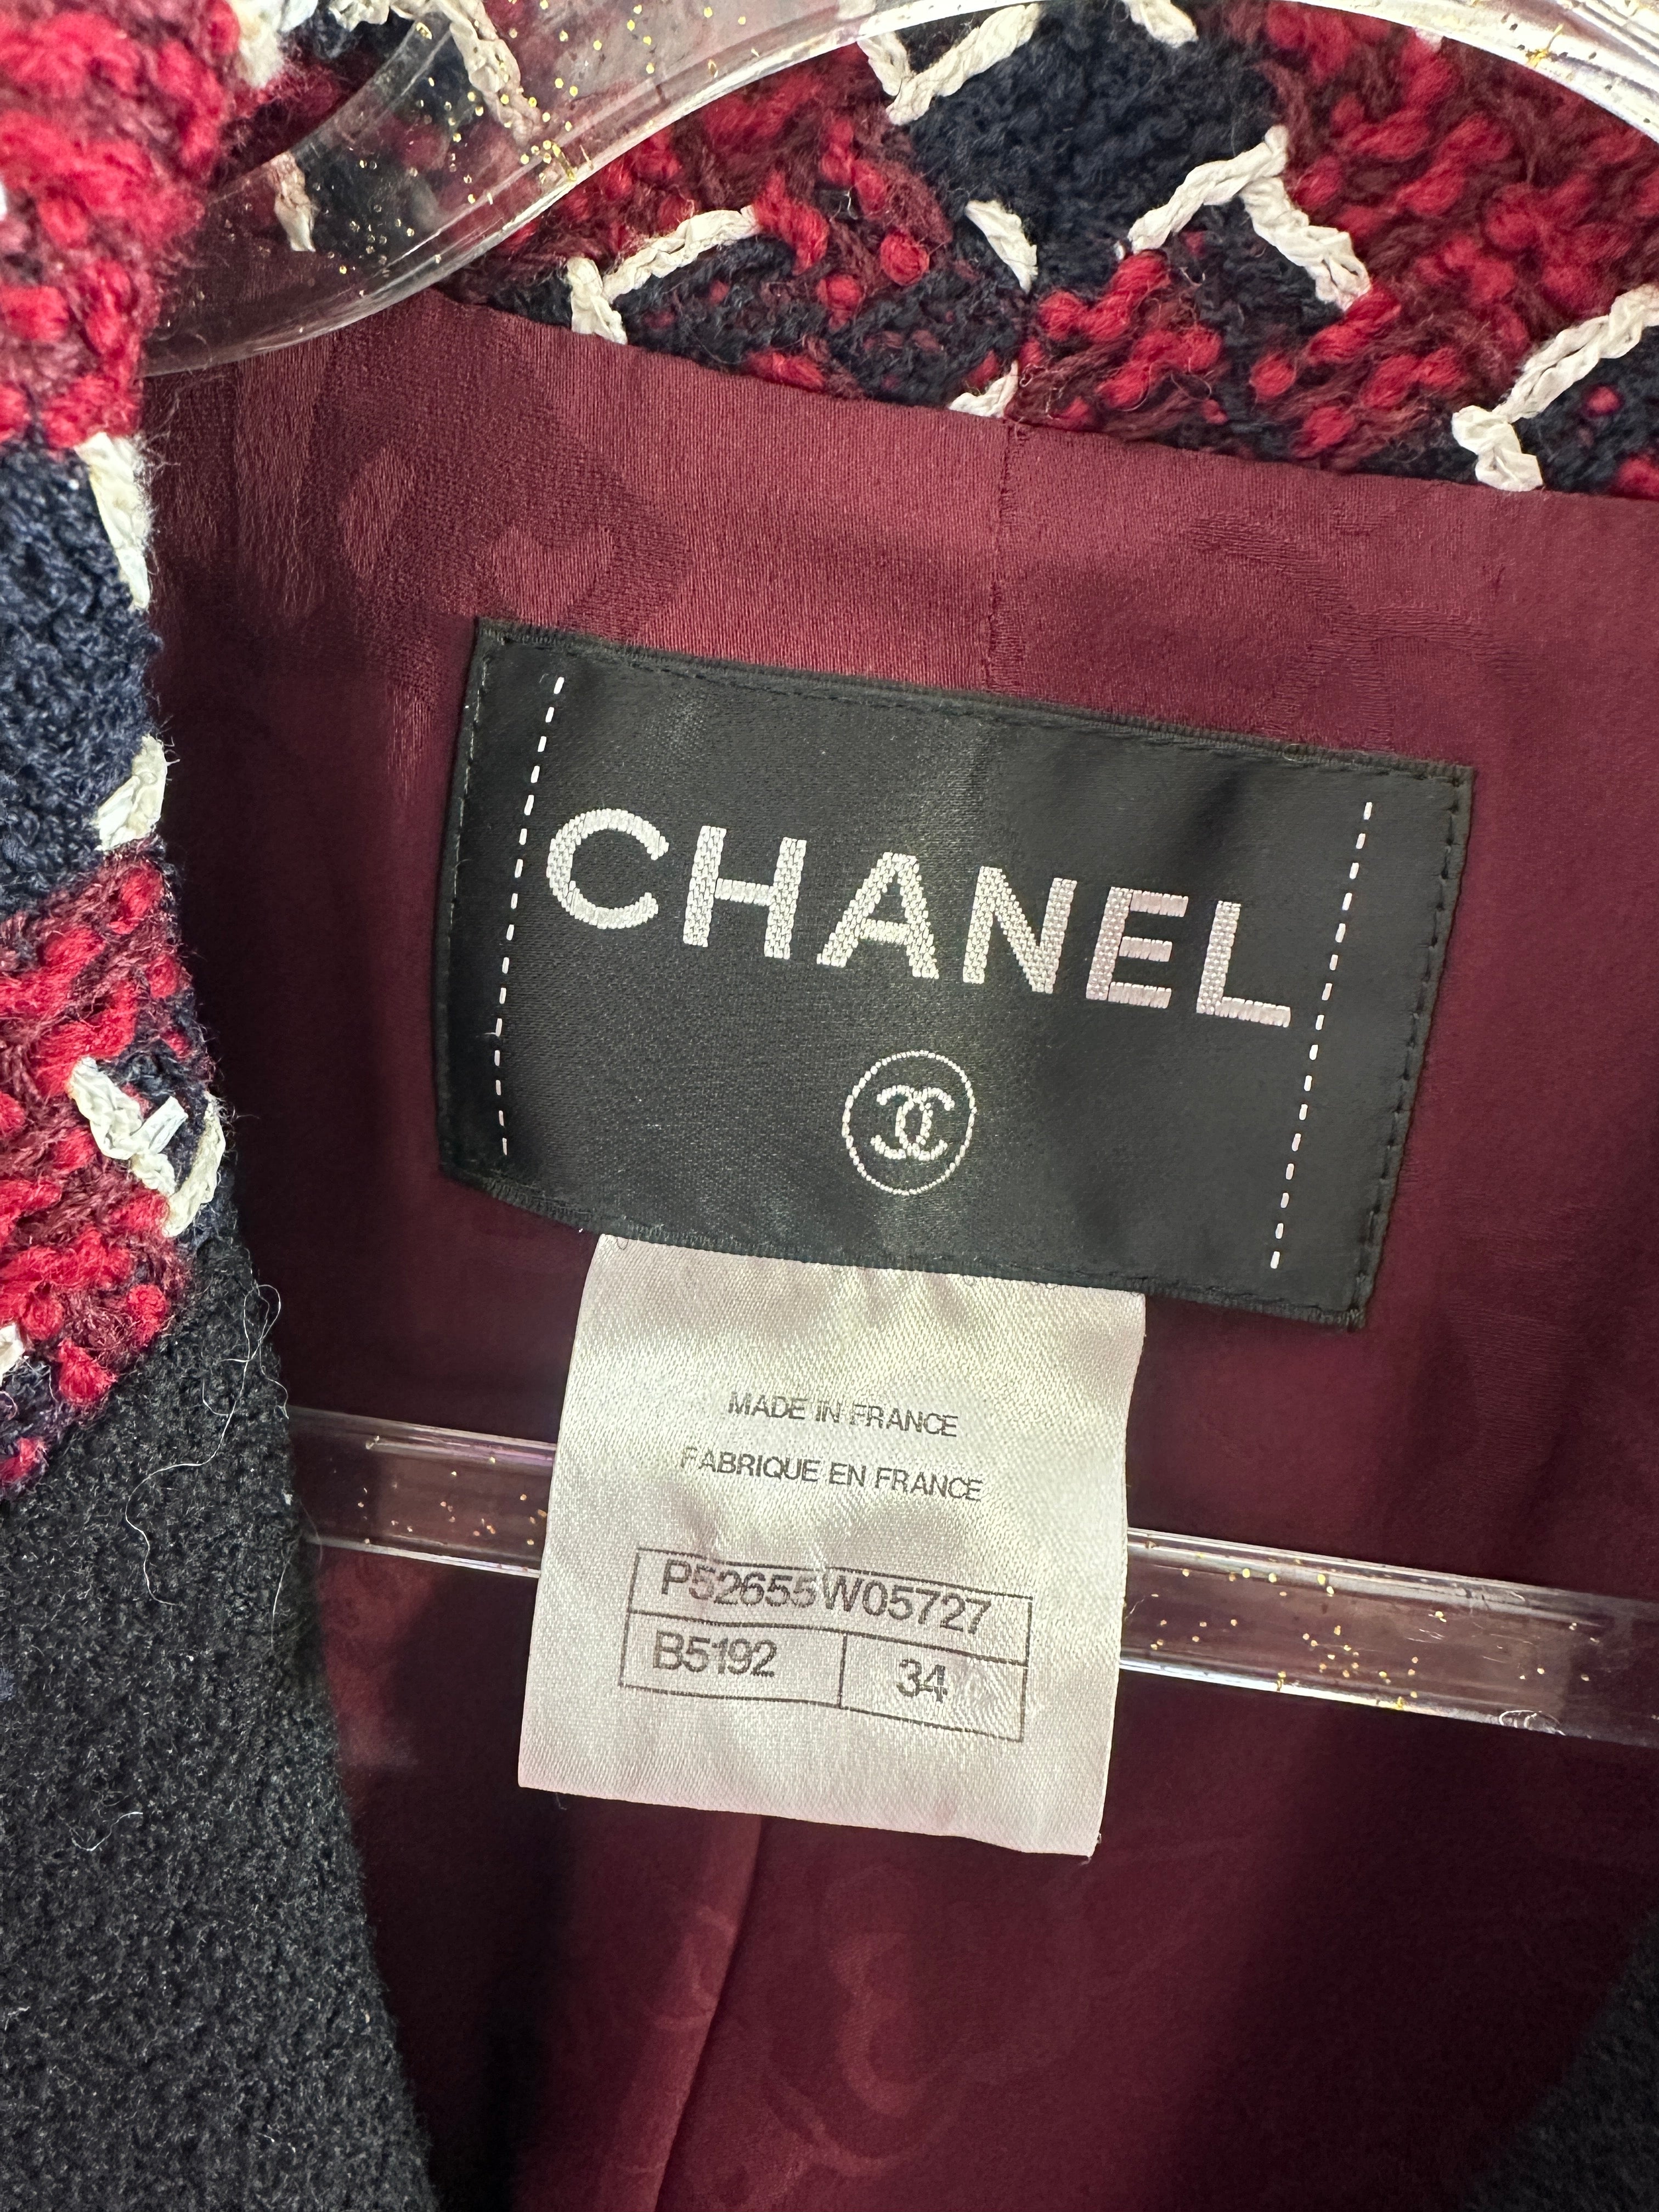 CHANEL
MADE IN FRANCE
FABRIQUE EN FRANCE
P52655W05727
B5192 34